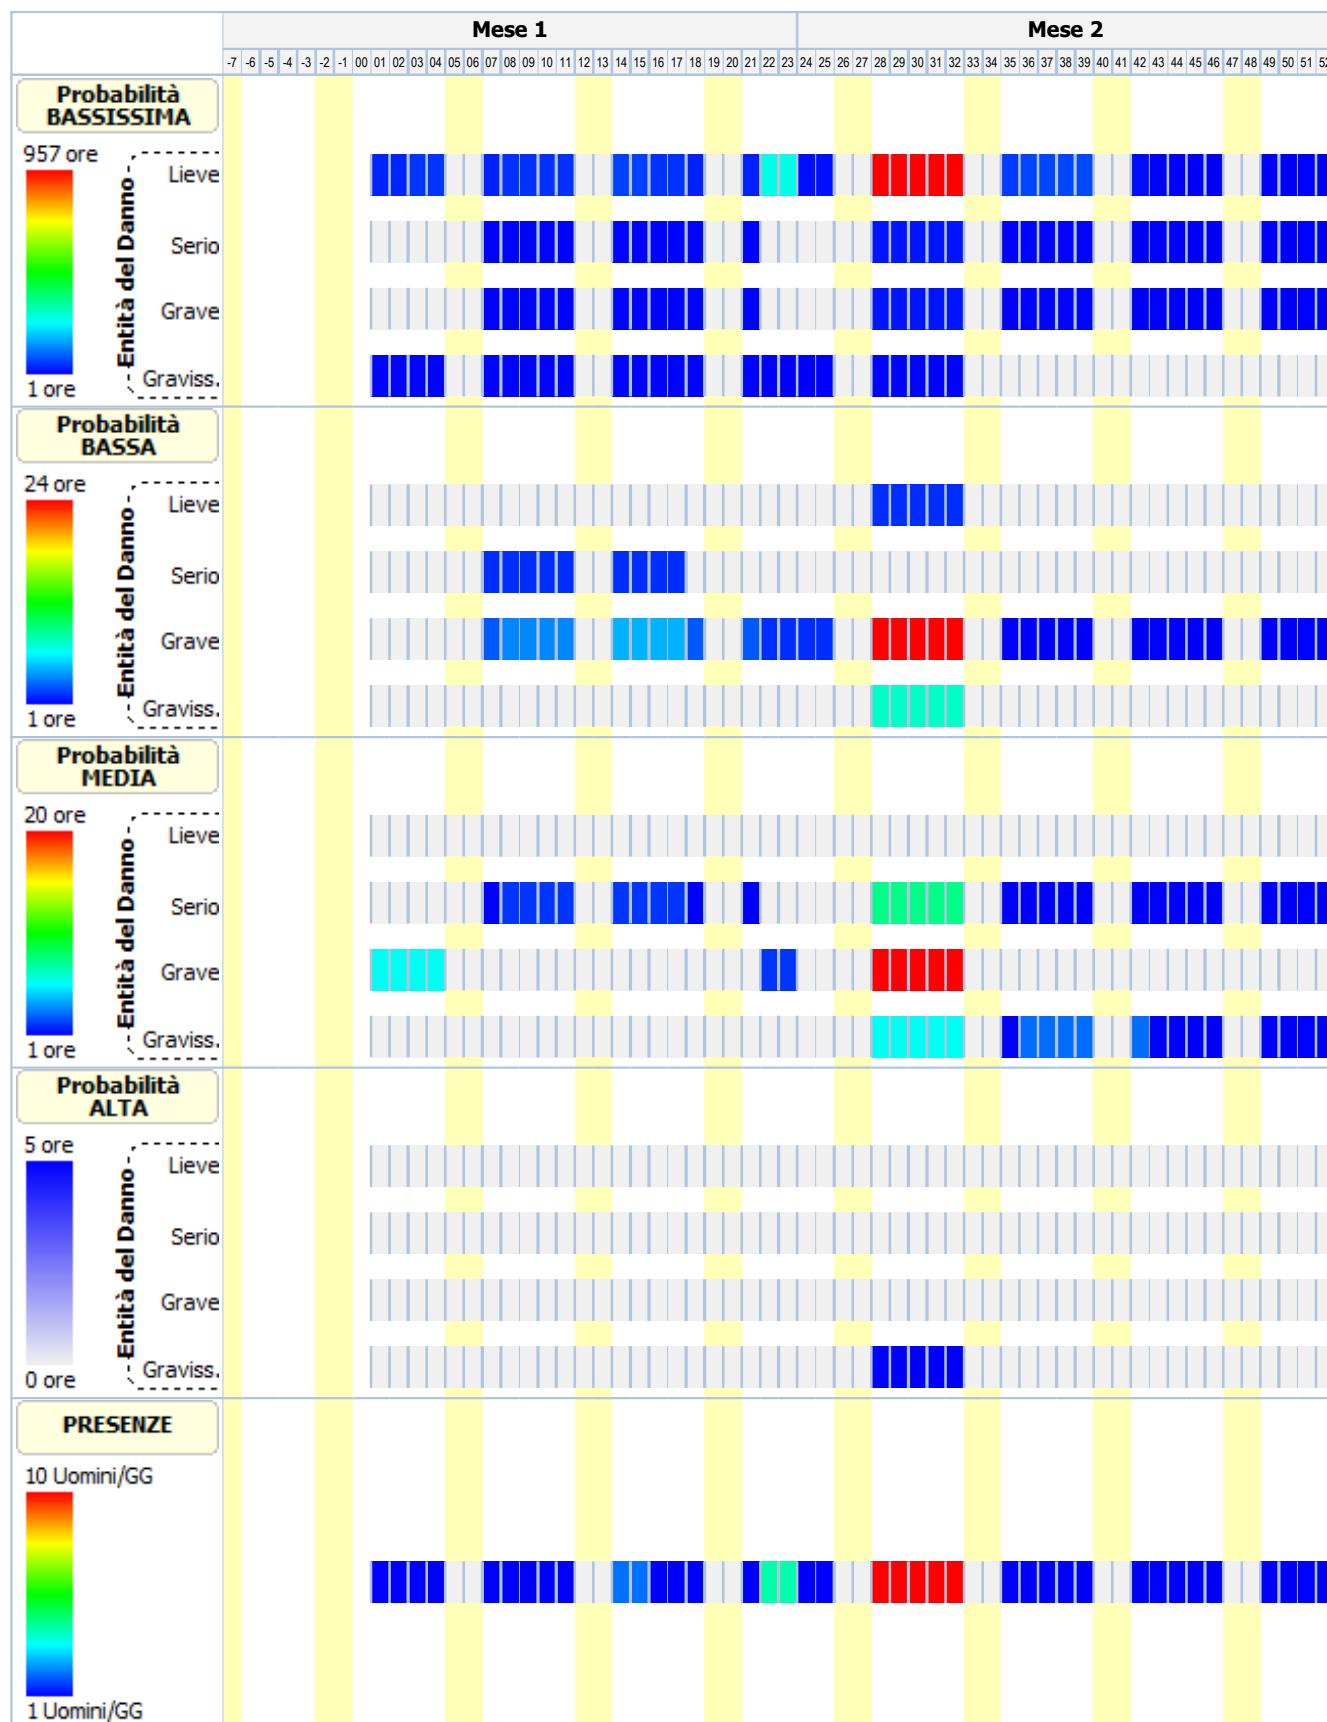 Mese 1 Mese 2
-7 -6 -5 -4 -3 -2 -1 00 01 02 03 04 05 06 07 08 09 10 11 12 13 14 15 16 17 18 19 20 21 22 23 24 25 26 27 28 29 30 31 32 33 34 35 36 37 38 39 40 41 42 43 44 45 46 47 48 49 50 51 52
Probabilità
BASSISSIMA
957 ore
Entità del Danno
Lieve
Serio
Grave
Graviss.
1 ore
Probabilità
BASSA
24 ore
Entità del Danno
Lieve
Serio
Grave
Graviss.
1 ore
Probabilità
MEDIA
20 ore
Entità del Danno
Lieve
Serio
Grave
Graviss.
1 ore
Probabilità
ALTA
5 ore
Entità del Danno
Lieve
Serio
Grave
Graviss.
0 ore
PRESENZE
10 Uomini/GG
1 Uomini/GG